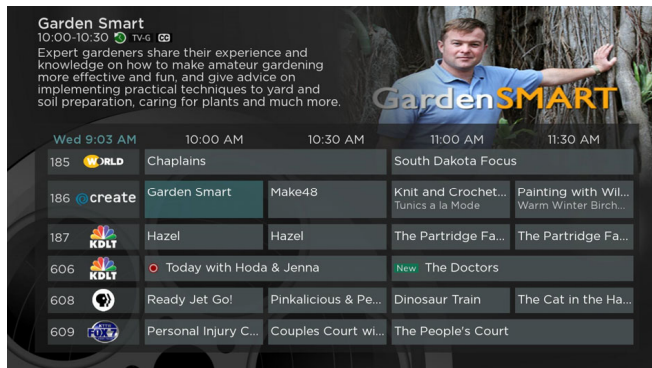 Garden Smart
10:00-10:30 TV-G CC
Expert gardeners share their experience and
knowledge on how to make amateur gardening
more effective and fun, and give advice on
implementing practical techniques to yard and
soil preparation, caring for plants and much more.
GardenSMART
Wed 9:03 AM 10:00 AM 10:30 AM 11:00 AM 11:30 AM
185 WORLD Chaplains South Dakota Focus
186 create Garden Smart Make48 Knit and Crochet... Painting with Wil...
Tunics a la Mode Warm Winter Birch...
187 KDLT Hazel Hazel The Partridge Fa... The Partridge Fa...
606 KDLT Today with Hoda & Jenna New The Doctors
608 Ready Jet Go! Pinkalicious & Pe... Dinosaur Train The Cat in the Ha...
609 FOX 7 Personal Injury C... Couples Court wi... The People's Court